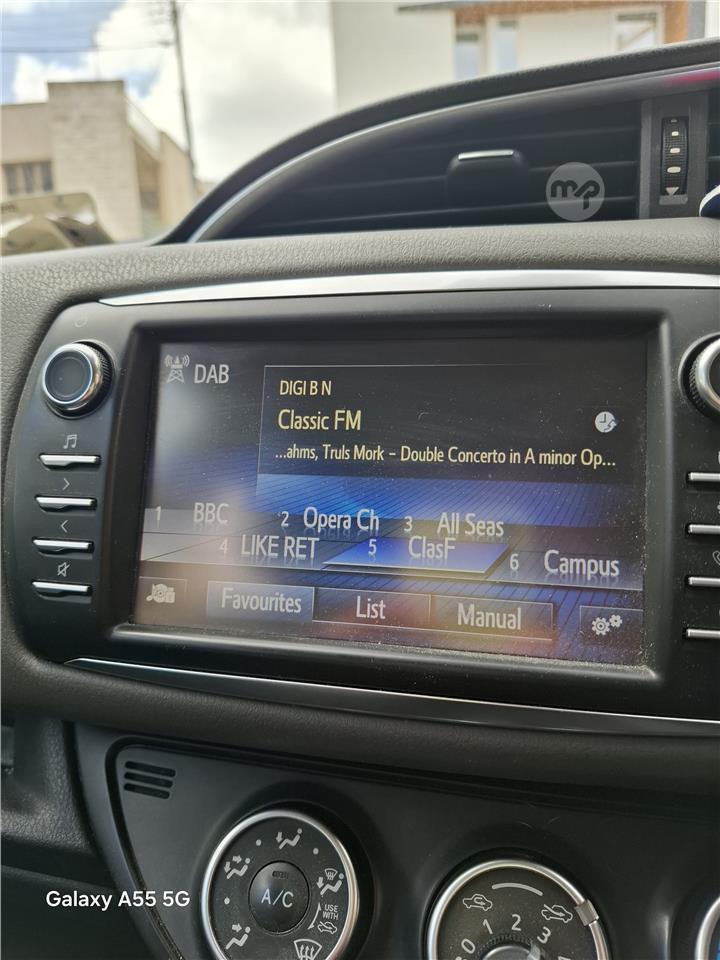 mp
DAB
DIGI B N
Classic FM
...ahms, Truls Mork - Double Concerto in A minor Op...
1 BBC 2 Opera Ch 3 All Seas
4 LIKE RET 5 ClasF 6 Campus
Favourites List Manual
A/C
USE WITH
0 1 2 3
Galaxy A55 5G